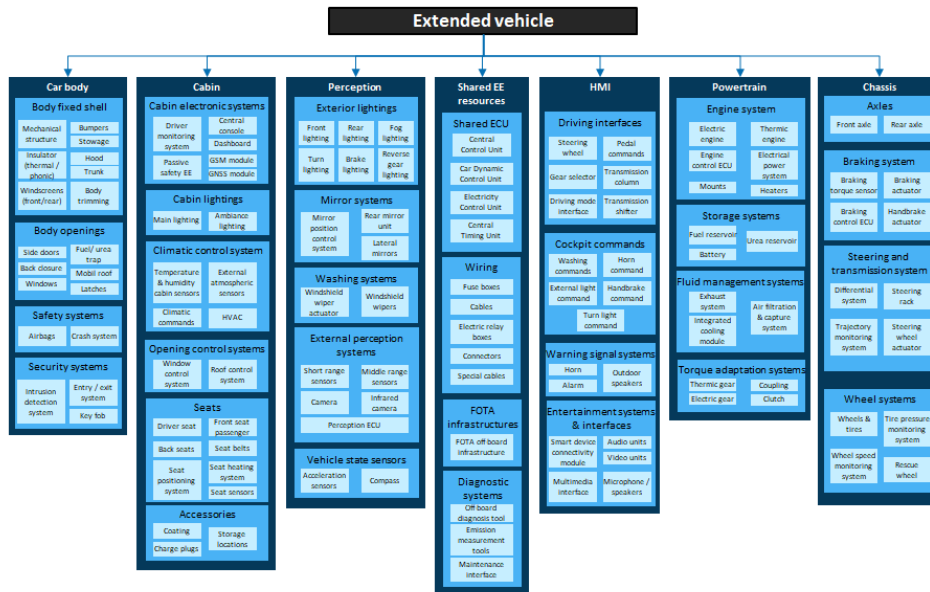 Extended vehicle
Car body
Body fixed shell
Mechanical
structure
Bumpers
Stowage
Insulator
(thermal /
phonic)
Hood
Trunk
Windscreens
(front/rear)
Body
trimming
Body openings
Side doors
Fuel/ urea
trap
Back closure
Mobil roof
Windows
Latches
Safety systems
Airbags
Crash system
Security systems
Intrusion
detection
system
Entry / exit
system
Key fob
Cabin
Cabin electronic systems
Driver
monitoring
system
Central
console
Dashboard
Passive
safety EE
GSM module
GNSS module
Cabin lightings
Main lighting
Ambiance
lighting
Climatic control system
Temperature
& humidity
cabin sensors
External
atmospheric
sensors
Climatic
commands
HVAC
Opening control systems
Window
control
system
Roof control
system
Seats
Driver seat
Front seat
passenger
Back seats
Seat belts
Seat
positioning
system
Seat heating
system
Seat sensors
Accessories
Coating
Charge plugs
Storage
locations
Perception
Exterior lightings
Front
lighting
Rear
lighting
Fog
lighting
Turn
lighting
Brake
lighting
Reverse
gear
lighting
Mirror systems
Mirror
position
control
system
Rear mirror
unit
Lateral
mirrors
Washing systems
Windshield
wiper
actuator
Windshield
wipers
External perception
systems
Short range
sensors
Middle range
sensors
Camera
Infrared
camera
Perception ECU
Vehicle state sensors
Acceleration
sensors
Compass
Shared EE
resources
Shared ECU
Central
Control Unit
Car Dynamic
Control Unit
Electricity
Control Unit
Central
Timing Unit
Wiring
Fuse boxes
Cables
Electric relay
boxes
Connectors
Special cables
FOTA
infrastructures
FOTA off board
infrastructure
Diagnostic
systems
Off board
diagnosis tool
Emission
measurement
tools
Maintenance
interface
HMI
Driving interfaces
Steering
wheel
Pedal
commands
Gear selector
Transmission
column
Driving mode
interface
Transmission
shifter
Cockpit commands
Washing
commands
Horn
command
External light
command
Handbrake
command
Turn light
command
Warning signal systems
Horn
Alarm
Outdoor
speakers
Entertainment systems
& interfaces
Smart device
connectivity
module
Audio units
Video units
Multimedia
interface
Microphone /
speakers
Powertrain
Engine system
Electric
engine
Thermic
engine
Engine
control ECU
Electrical
power
system
Mounts
Heaters
Storage systems
Fuel reservoir
Urea reservoir
Battery
Fluid management systems
Exhaust
system
Integrated
cooling
module
Air filtration
& capture
system
Torque adaptation systems
Thermic gear
Coupling
Electric gear
Clutch
Chassis
Axles
Front axle
Rear axle
Braking system
Braking
torque sensor
Braking
actuator
Braking
control ECU
Handbrake
actuator
Steering and
transmission system
Differential
system
Steering
rack
Trajectory
monitoring
system
Steering
wheel
actuator
Wheel systems
Wheels &
tires
Tire pressure
monitoring
system
Wheel speed
monitoring
system
Rescue
wheel